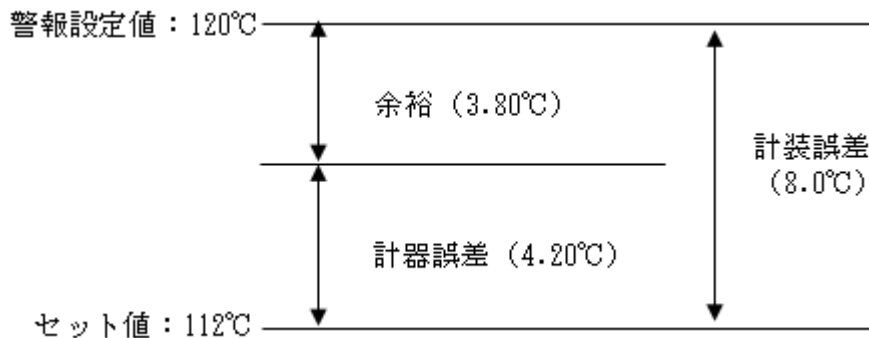 警報設定値：120℃
余裕（3.80℃）
計装誤差
（8.0℃）
計器誤差（4.20℃）
セット値：112℃